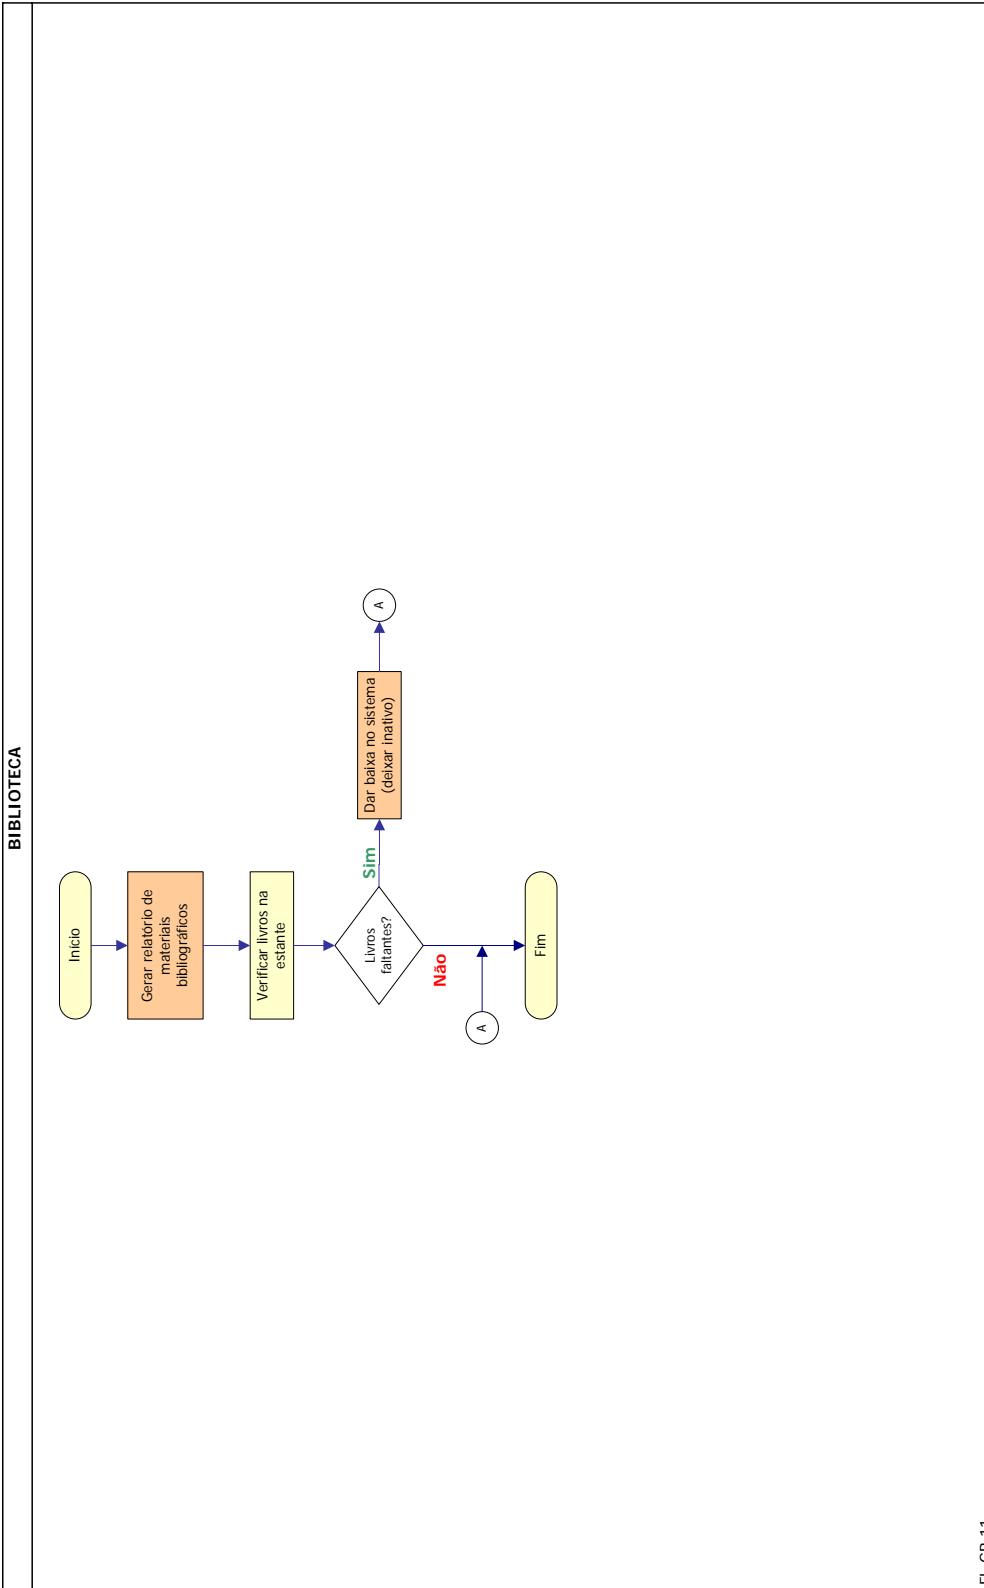 BIBLIOTECA
Início
Gerar relatório de
materiais
bibliográficos
Verificar livros na
estante
Livros
faltantes?
Sim
Dar baixa no sistema
(deixar inativo)
A
Não
A
Fim